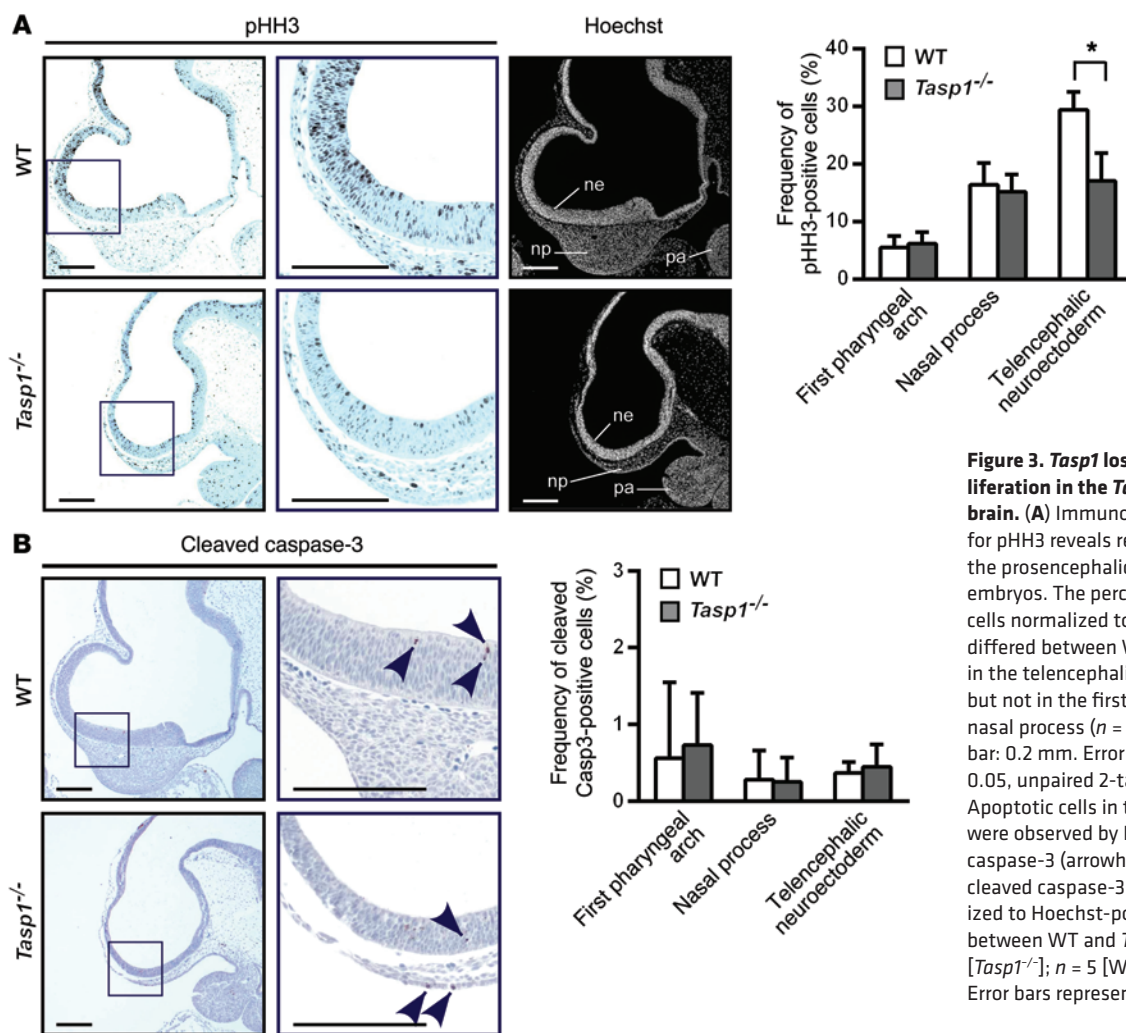 A
pHH3
Hoechst
WT
Tasp1-/-
ne
np
pa
ne
np
pa
Frequency of
pHH3-positive cells (%)
40
30
20
10
0
WT
Tasp1-/-
*
First pharyngeal
arch
Nasal process
Telencephalic
neuroectoderm
B
Cleaved caspase-3
WT
Tasp1-/-
Frequency of cleaved
Casp3-positive cells (%)
3
2
1
0
WT
Tasp1-/-
First pharyngeal
arch
Nasal process
Telencephalic
neuroectoderm
Figure 3. Tasp1 los
liferation in the Ta
brain. (A) Immuno
for pHH3 reveals re
the prosencephalic
embryos. The perc
cells normalized to
differed between W
in the telencephali
but not in the first
nasal process (n =
bar: 0.2 mm. Error
0.05, unpaired 2-ta
Apoptotic cells in t
were observed by I
caspase-3 (arrowh
cleaved caspase-3
ized to Hoechst-po
between WT and T
[Tasp1-/-]; n = 5 [W
Error bars represen